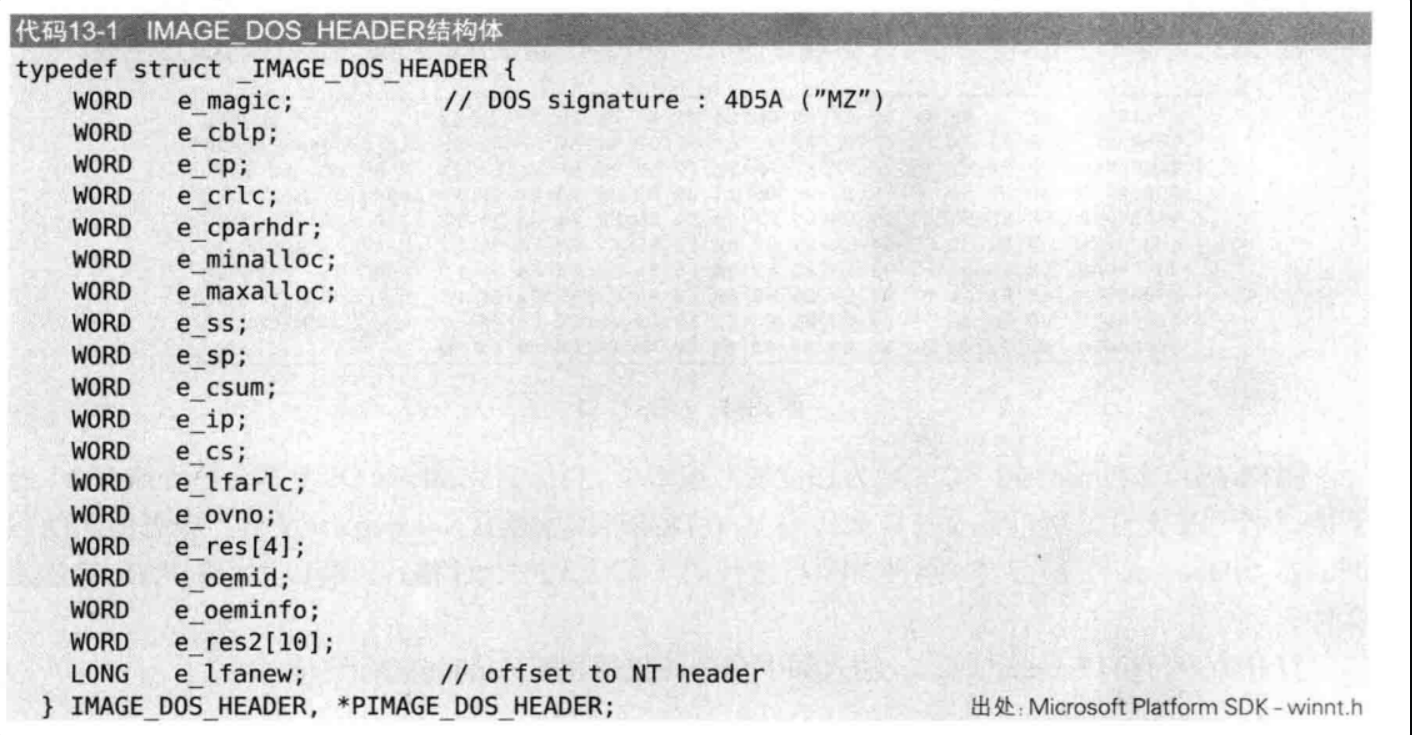 代码13-1 IMAGE_DOS_HEADER结构体
typedef struct _IMAGE_DOS_HEADER {
WORD e_magic; // DOS signature : 4D5A ("MZ")
WORD e_cblp;
WORD e_cp;
WORD e_crlc;
WORD e_cparhdr;
WORD e_minalloc;
WORD e_maxalloc;
WORD e_ss;
WORD e_sp;
WORD e_csum;
WORD e_ip;
WORD e_cs;
WORD e_lfarlc;
WORD e_ovno;
WORD e_res[4];
WORD e_oemid;
WORD e_oeminfo;
WORD e_res2[10];
LONG e_lfanew; // offset to NT header
} IMAGE_DOS_HEADER, *PIMAGE_DOS_HEADER; 出处: Microsoft Platform SDK – winnt.h